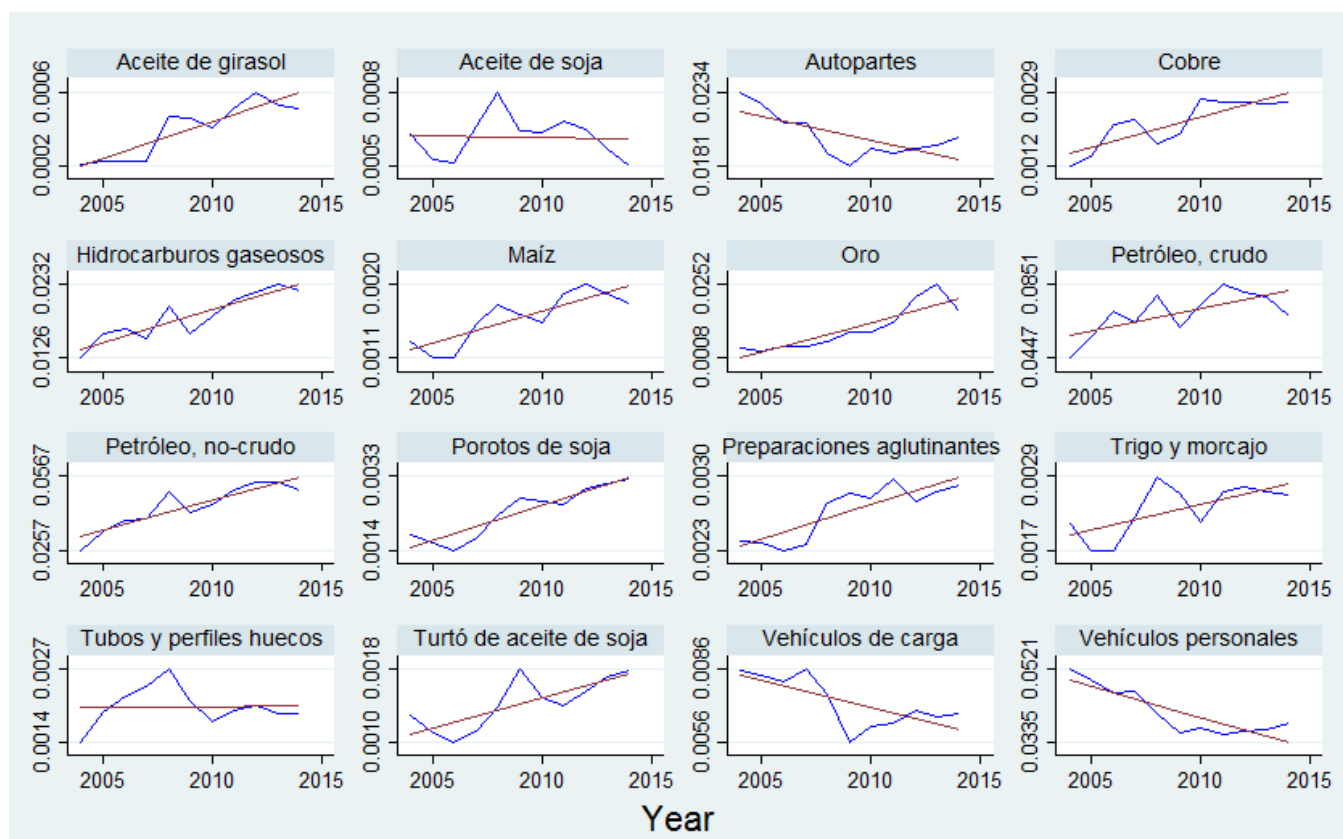 Aceite de girasol
0.0006
0.0002
2005 2010 2015
Aceite de soja
0.0008
0.0005
2005 2010 2015
Autopartes
0.0234
0.0181
2005 2010 2015
Cobre
0.0029
0.0012
2005 2010 2015
Hidrocarburos gaseosos
0.0232
0.0126
2005 2010 2015
Maíz
0.0020
0.0011
2005 2010 2015
Oro
0.0252
0.0008
2005 2010 2015
Petróleo, crudo
0.0851
0.0447
2005 2010 2015
Petróleo, no-crudo
0.0567
0.0257
2005 2010 2015
Porotos de soja
0.0033
0.0014
2005 2010 2015
Preparaciones aglutinantes
0.0030
0.0023
2005 2010 2015
Trigo y morcajo
0.0029
0.0017
2005 2010 2015
Tubos y perfiles huecos
0.0027
0.0014
2005 2010 2015
Turtó de aceite de soja
0.0018
0.0010
2005 2010 2015
Vehículos de carga
0.0086
0.0056
2005 2010 2015
Vehículos personales
0.0521
0.0335
2005 2010 2015
Year